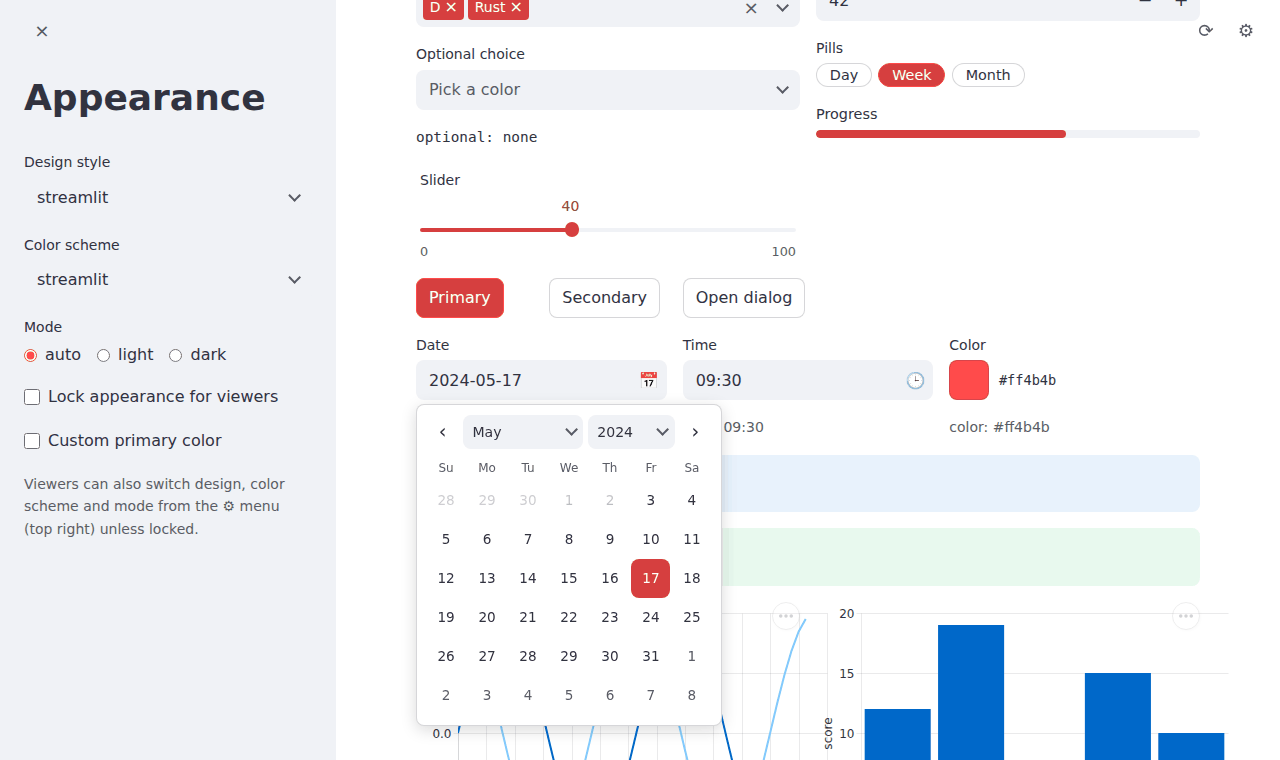 ×
Appearance
Design style
streamlit
Color scheme
streamlit
Mode
auto light dark
Lock appearance for viewers
Custom primary color
Viewers can also switch design, color
scheme and mode from the ⚙ menu
(top right) unless locked.
D × Rust ×
×
42
− +
⟳ ⚙
Optional choice
Pick a color
optional: none
Pills
Day Week Month
Progress
Slider
40
0 100
Primary Secondary Open dialog
Date Time Color
2024-05-17 09:30 #ff4b4b
09:30 color: #ff4b4b
‹ May 2024 ›
Su Mo Tu We Th Fr Sa
28 29 30 1 2 3 4
5 6 7 8 9 10 11
12 13 14 15 16 17 18
19 20 21 22 23 24 25
26 27 28 29 30 31 1
2 3 4 5 6 7 8
0.0
20
15
10
score